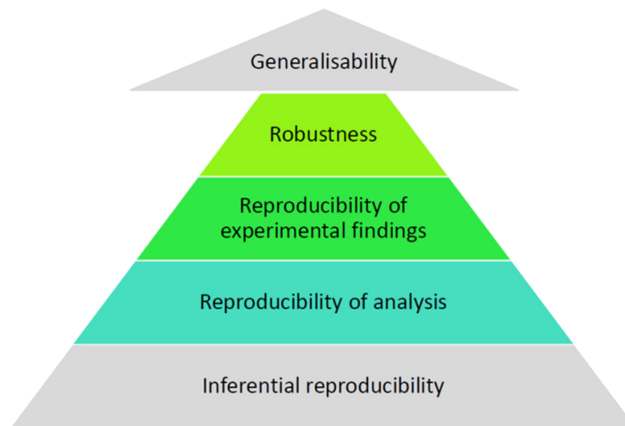 Generalisability
Robustness
Reproducibility of
experimental findings
Reproducibility of analysis
Inferential reproducibility